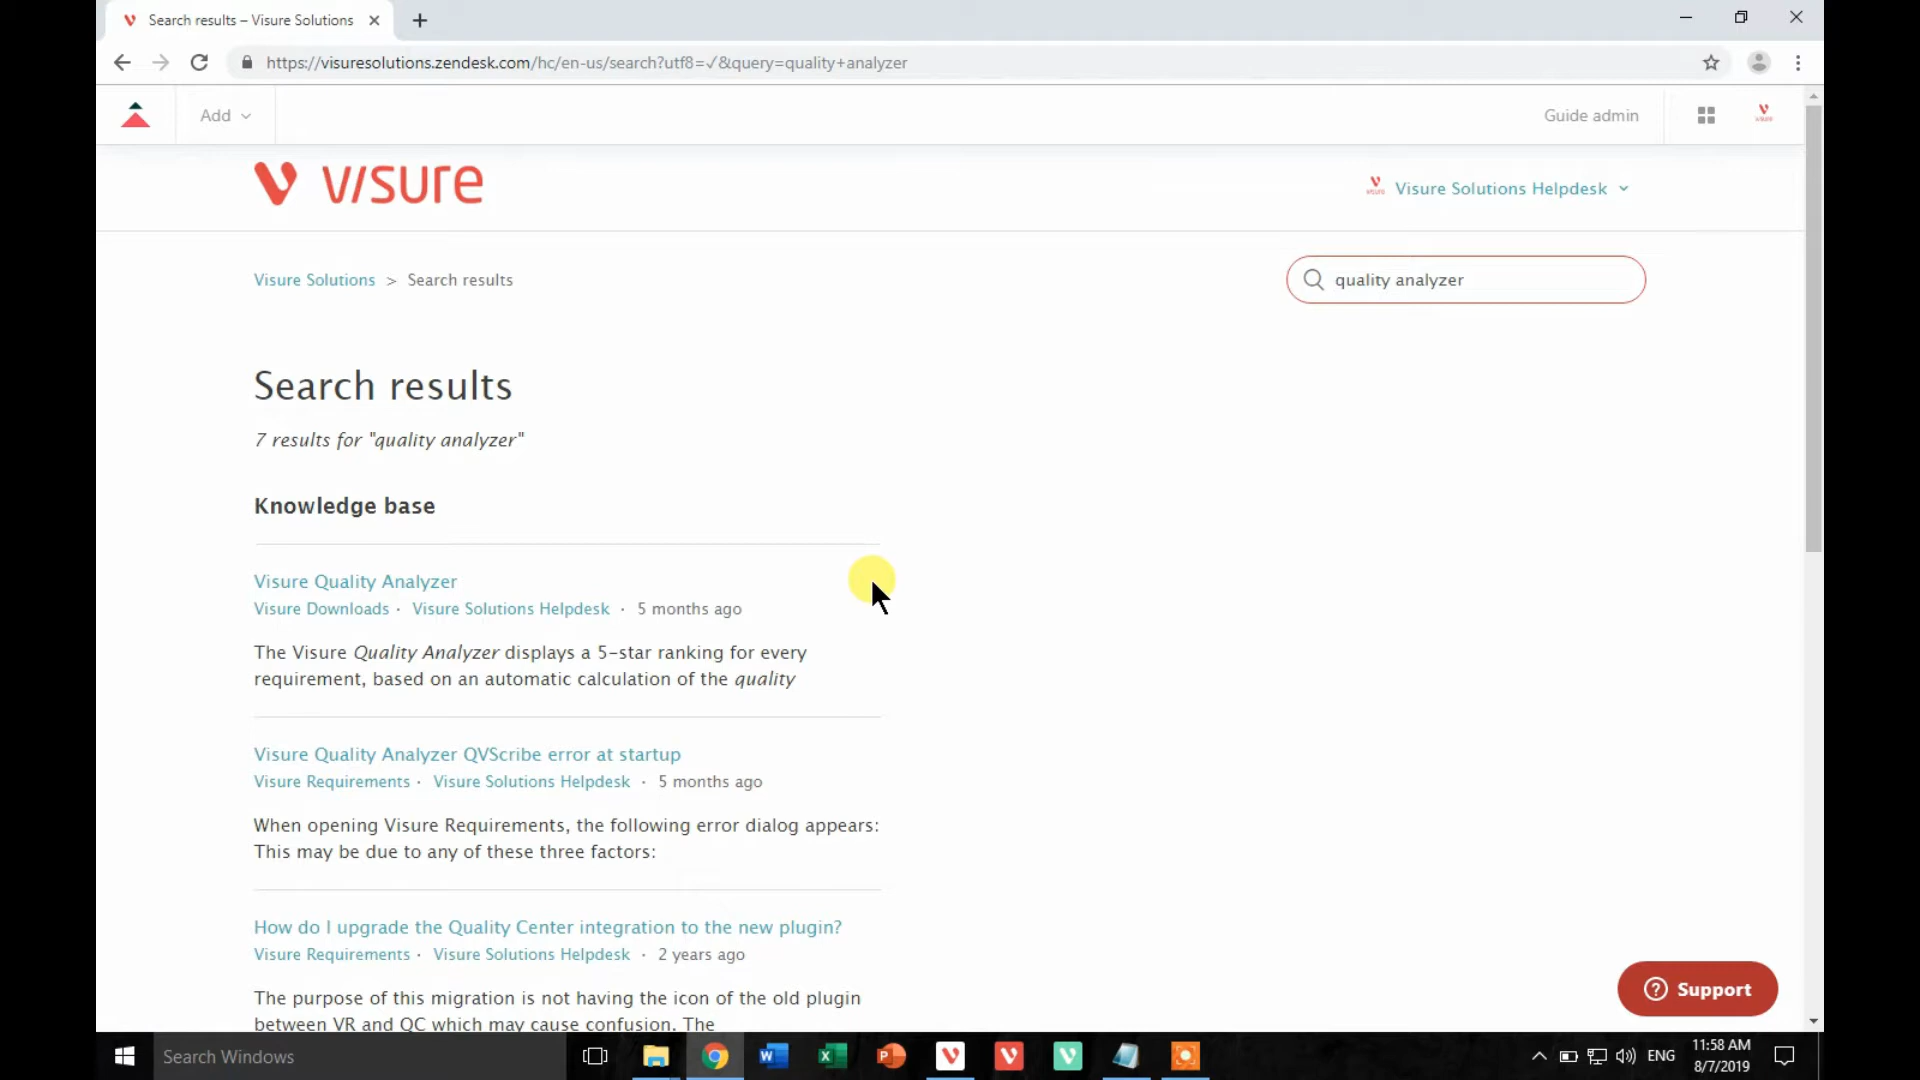 Search results – Visure Solutions
https://visuresolutions.zendesk.com/hc/en-us/search?utf8=✓&query=quality+analyzer
Add
Guide admin
visure
Visure Solutions Helpdesk
Visure Solutions > Search results
quality analyzer
Search results
7 results for "quality analyzer"
Knowledge base
Visure Quality Analyzer
Visure Downloads · Visure Solutions Helpdesk · 5 months ago
The Visure Quality Analyzer displays a 5-star ranking for every
requirement, based on an automatic calculation of the quality
Visure Quality Analyzer QVScribe error at startup
Visure Requirements · Visure Solutions Helpdesk · 5 months ago
When opening Visure Requirements, the following error dialog appears:
This may be due to any of these three factors:
How do I upgrade the Quality Center integration to the new plugin?
Visure Requirements · Visure Solutions Helpdesk · 2 years ago
The purpose of this migration is not having the icon of the old plugin
between VR and QC which may cause confusion. The
Support
Search Windows
ENG
11:58 AM
8/7/2019